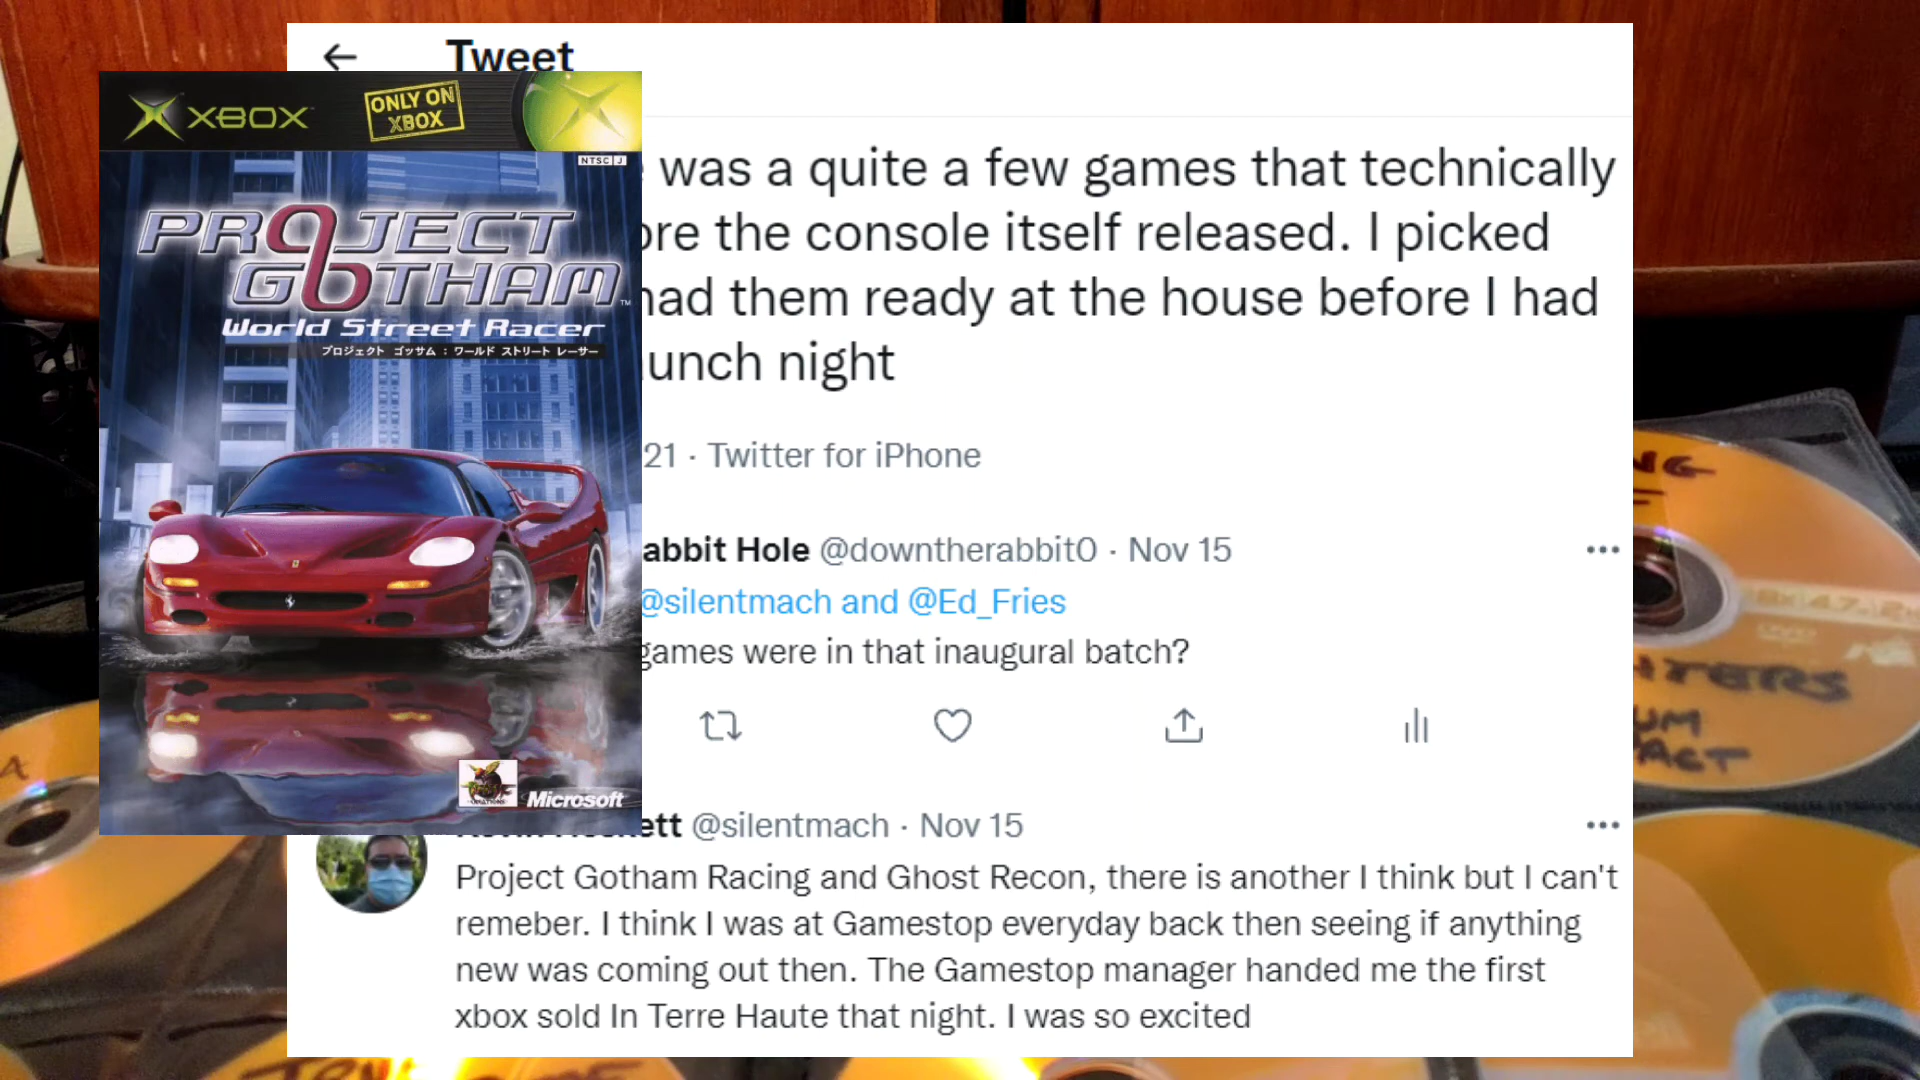 Tweet
XBOX
ONLY ON
XBOX
NTSC J
PROJECT
GOTHAM
TM
World Street Racer
プロジェクト ゴッサム : ワールド ストリート レーサー
Microsoft
was a quite a few games that technically
the console itself released. I picked
had them ready at the house before I had
night
21 · Twitter for iPhone
Hole @downtherabbit0 · Nov 15
@silentmach and @Ed_Fries
games were in that inaugural batch?
@silentmach · Nov 15
Project Gotham Racing and Ghost Recon, there is another I think but I can't
remeber. I think I was at Gamestop everyday back then seeing if anything
new was coming out then. The Gamestop manager handed me the first
xbox sold In Terre Haute that night. I was so excited